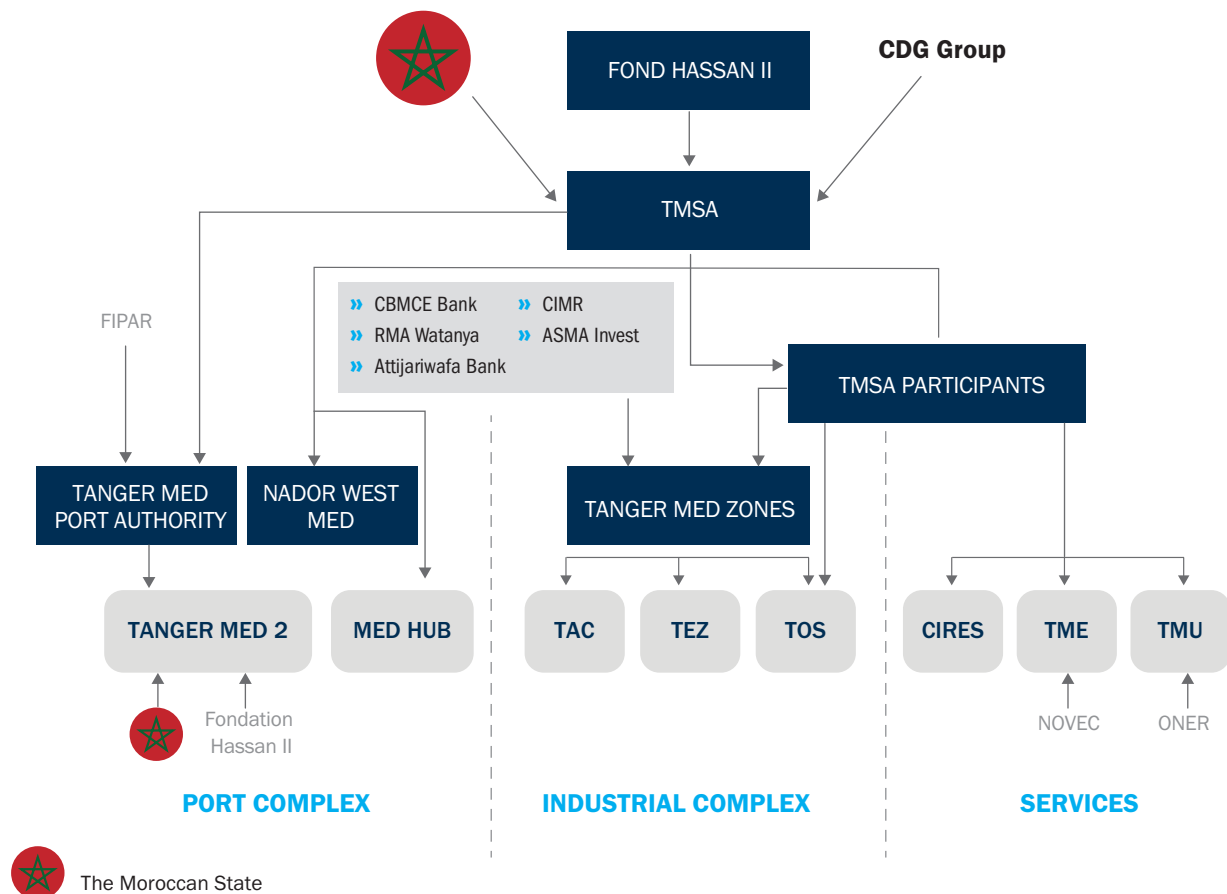 FOND HASSAN II
CDG Group
TMSA
» CBMCE Bank
» CIMR
» RMA Watanya
» ASMA Invest
» Attijariwafa Bank
FIPAR
TMSA PARTICIPANTS
TANGER MED
PORT AUTHORITY
NADOR WEST
MED
TANGER MED ZONES
TANGER MED 2
MED HUB
TAC
TEZ
TOS
CIRES
TME
TMU
Fondation
Hassan II
NOVEC
ONER
PORT COMPLEX
INDUSTRIAL COMPLEX
SERVICES
The Moroccan State